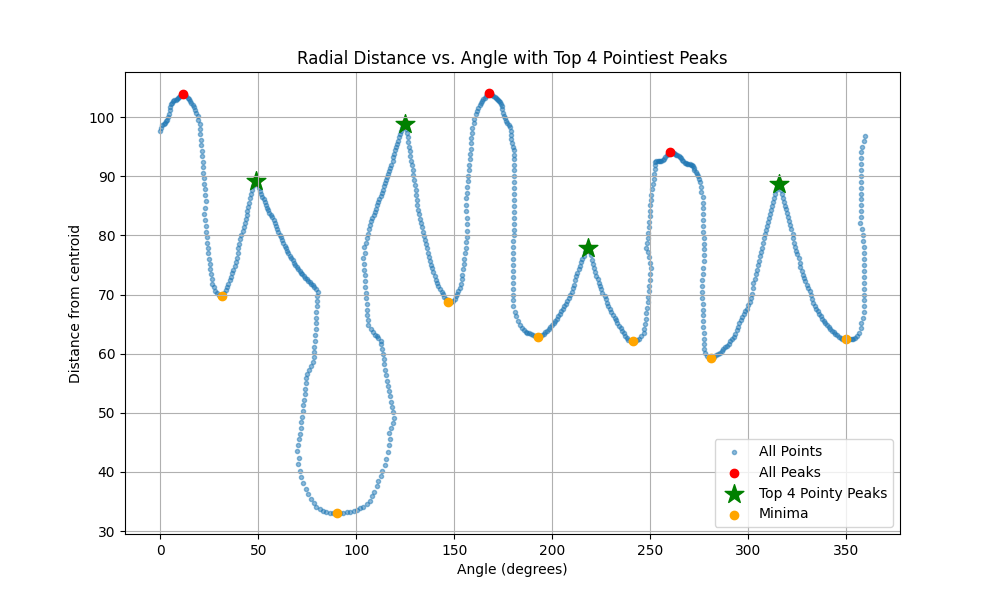 Radial Distance vs. Angle with Top 4 Pointiest Peaks
Distance from centroid
100
90
80
70
60
50
40
30
0
50
100
150
200
250
300
350
Angle (degrees)
All Points
All Peaks
Top 4 Pointy Peaks
Minima